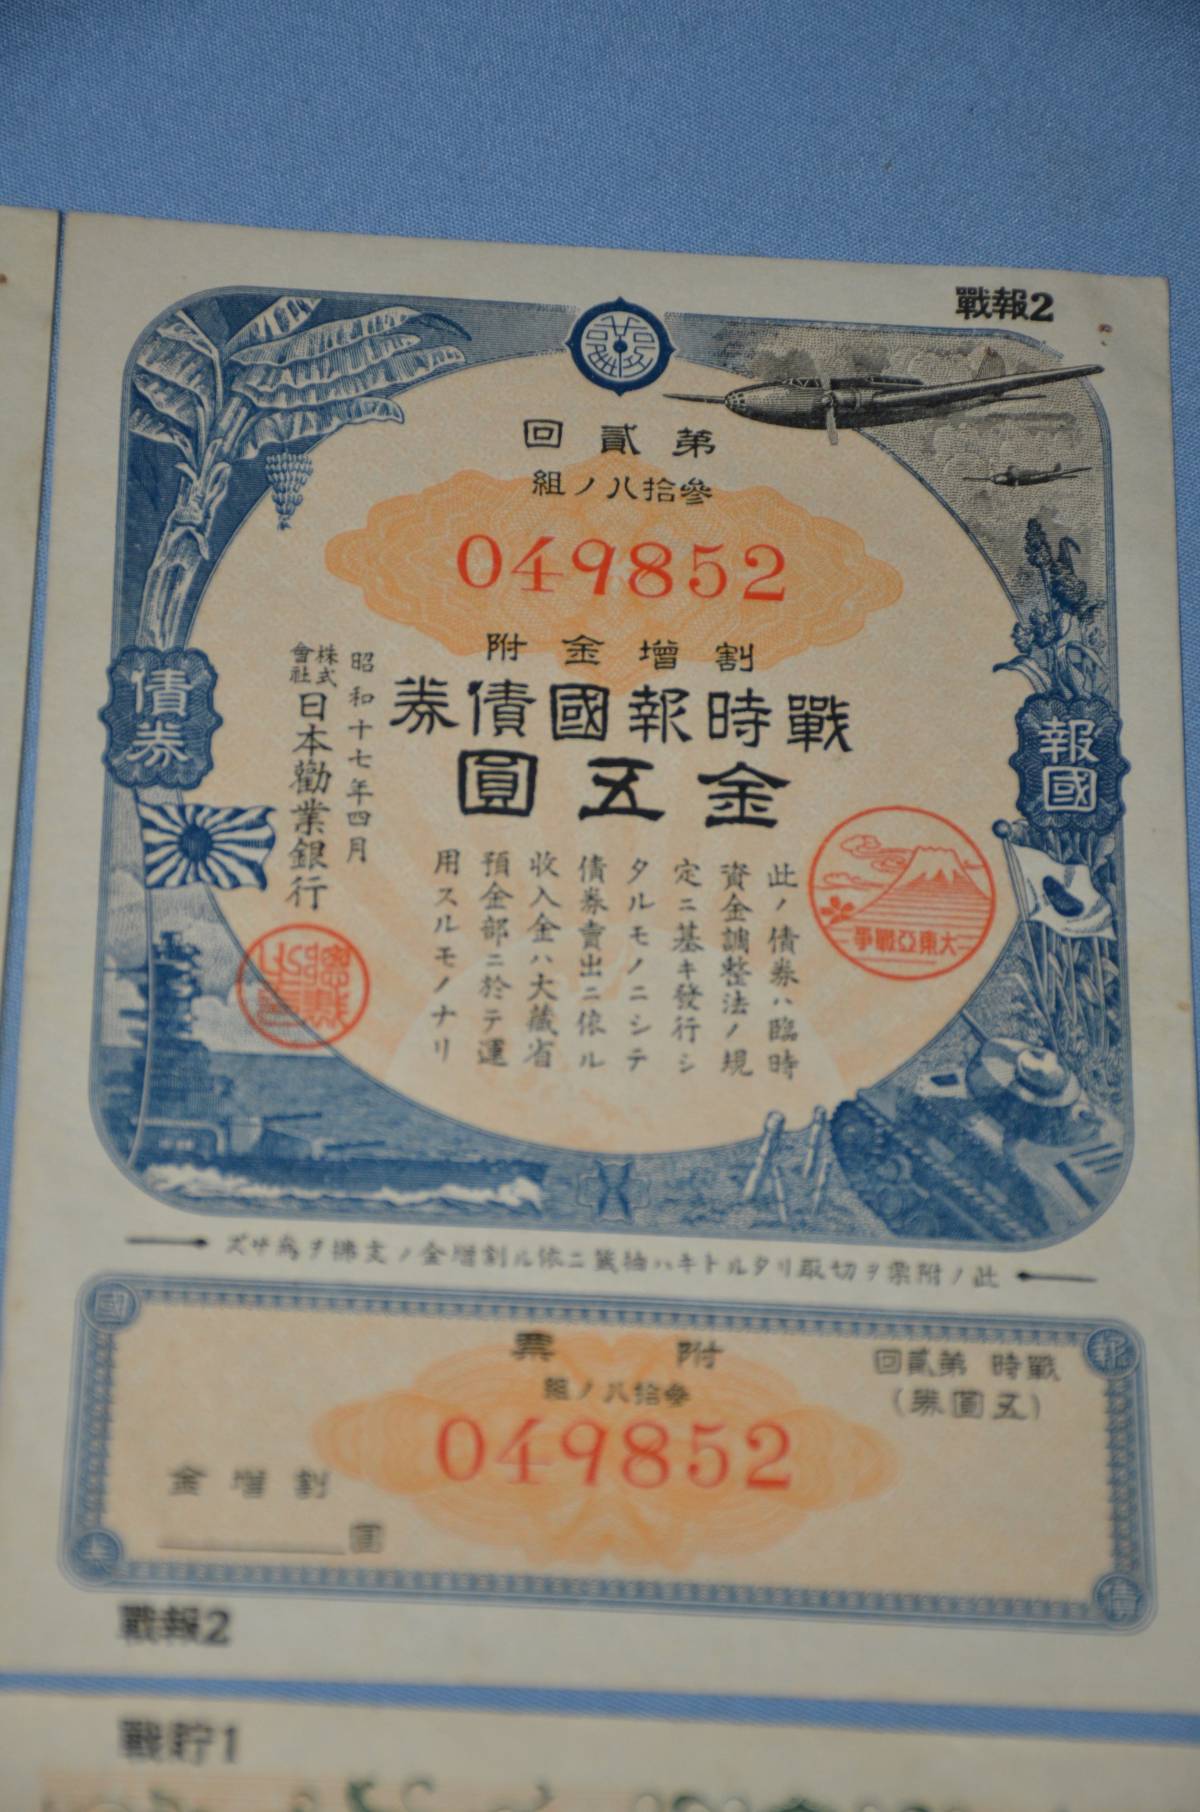 戰報2
第貳回
參拾八ノ組
049852
割增金附
戰時報國債券
金五圓
報國
債券
大東亞戰爭
此ノ債券ハ臨時
資金調整法ノ規
定ニ基キ發行シ
タルモノニシテ
債券賣出ニ依ル
收入金ハ大藏省
預金部ニ於テ運
用スルモノナリ
昭和十七年四月
株式會社日本勸業銀行
此ノ附票ヲ切取リタルトキハ抽籤ニ依ル割增金ノ支拂ヲ爲サズ
報
國
戰時 第貳回
(五圓券)
附票
參拾八ノ組
049852
割增金
圓
債
戰報2
戰貯1